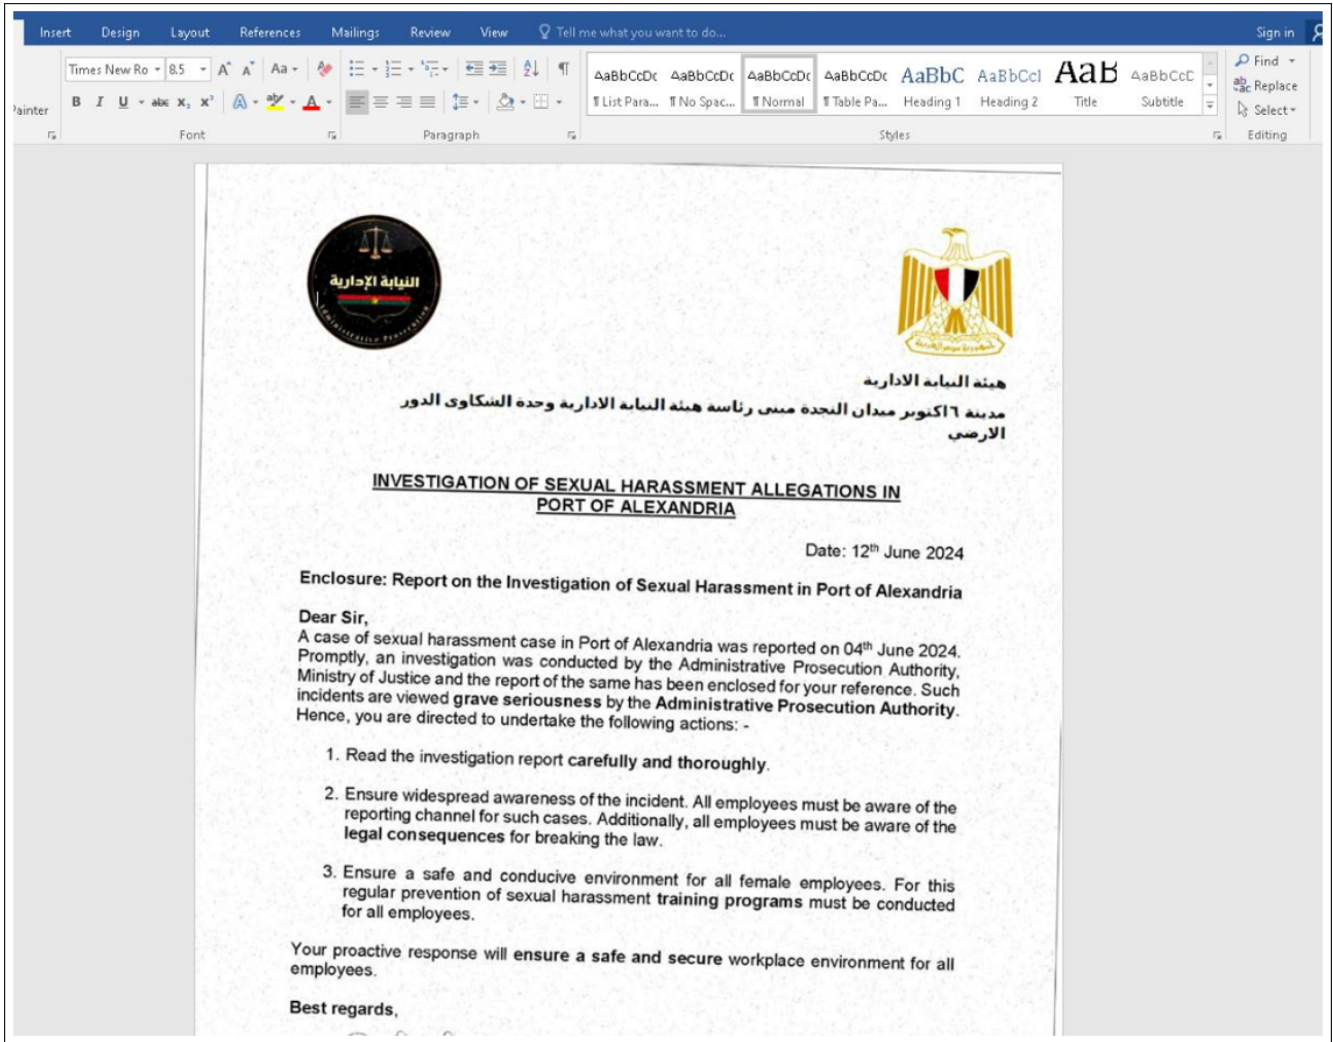 Insert Design Layout References Mailings Review View Tell me what you want to do... Sign in
Times New Ro 8.5 Aa
Painter
B I U abc X₂ X² A A
Font Paragraph Styles Editing
AaBbCcDc AaBbCcDc AaBbCcDc AaBbCcDc AaBbC AaBbCcI AaB AaBbCcD
¶ List Para... ¶ No Spac... ¶ Normal ¶ Table Pa... Heading 1 Heading 2 Title Subtitle
Find
Replace
Select
النيابة الإدارية
Administrative Prosecution
هيئة النيابة الادارية
مدينة ٦ اكتوبر ميدان النجدة مبنى رئاسة هيئة النيابة الادارية وحدة الشكاوى الدور
الارضي
INVESTIGATION OF SEXUAL HARASSMENT ALLEGATIONS IN
PORT OF ALEXANDRIA
Date: 12th June 2024
Enclosure: Report on the Investigation of Sexual Harassment in Port of Alexandria
Dear Sir,
A case of sexual harassment case in Port of Alexandria was reported on 04th June 2024.
Promptly, an investigation was conducted by the Administrative Prosecution Authority,
Ministry of Justice and the report of the same has been enclosed for your reference. Such
incidents are viewed grave seriousness by the Administrative Prosecution Authority.
Hence, you are directed to undertake the following actions: -
1. Read the investigation report carefully and thoroughly.
2. Ensure widespread awareness of the incident. All employees must be aware of the
reporting channel for such cases. Additionally, all employees must be aware of the
legal consequences for breaking the law.
3. Ensure a safe and conducive environment for all female employees. For this
regular prevention of sexual harassment training programs must be conducted
for all employees.
Your proactive response will ensure a safe and secure workplace environment for all
employees.
Best regards,